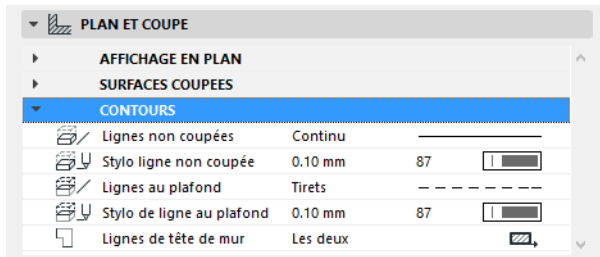 PLAN ET COUPE
AFFICHAGE EN PLAN
SURFACES COUPEES
CONTOURS
Lignes non coupées Continu
Stylo ligne non coupée 0.10 mm 87
Lignes au plafond Tirets
Stylo de ligne au plafond 0.10 mm 87
Lignes de tête de mur Les deux